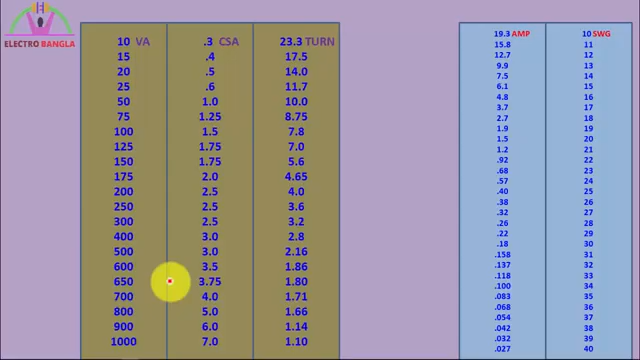 ELECTRO BANGLA
10 VA .3 CSA 23.3 TURN
15 .4 17.5
20 .5 14.0
25 .6 11.7
50 1.0 10.0
75 1.25 8.75
100 1.5 7.8
125 1.75 7.0
150 1.75 5.6
175 2.0 4.65
200 2.5 4.0
250 2.5 3.6
300 2.5 3.2
400 3.0 2.8
500 3.0 2.16
600 3.5 1.86
650 3.75 1.80
700 4.0 1.71
800 5.0 1.66
900 6.0 1.14
1000 7.0 1.10
19.3 AMP 10 SWG
15.8 11
12.7 12
9.9 13
7.5 14
6.1 15
4.8 16
3.7 17
2.7 18
1.9 19
1.5 20
1.2 21
.92 22
.68 23
.57 24
.40 25
.38 26
.32 27
.26 28
.22 29
.18 30
.158 31
.137 32
.118 33
.100 34
.083 35
.068 36
.054 37
.042 38
.032 39
.027 40